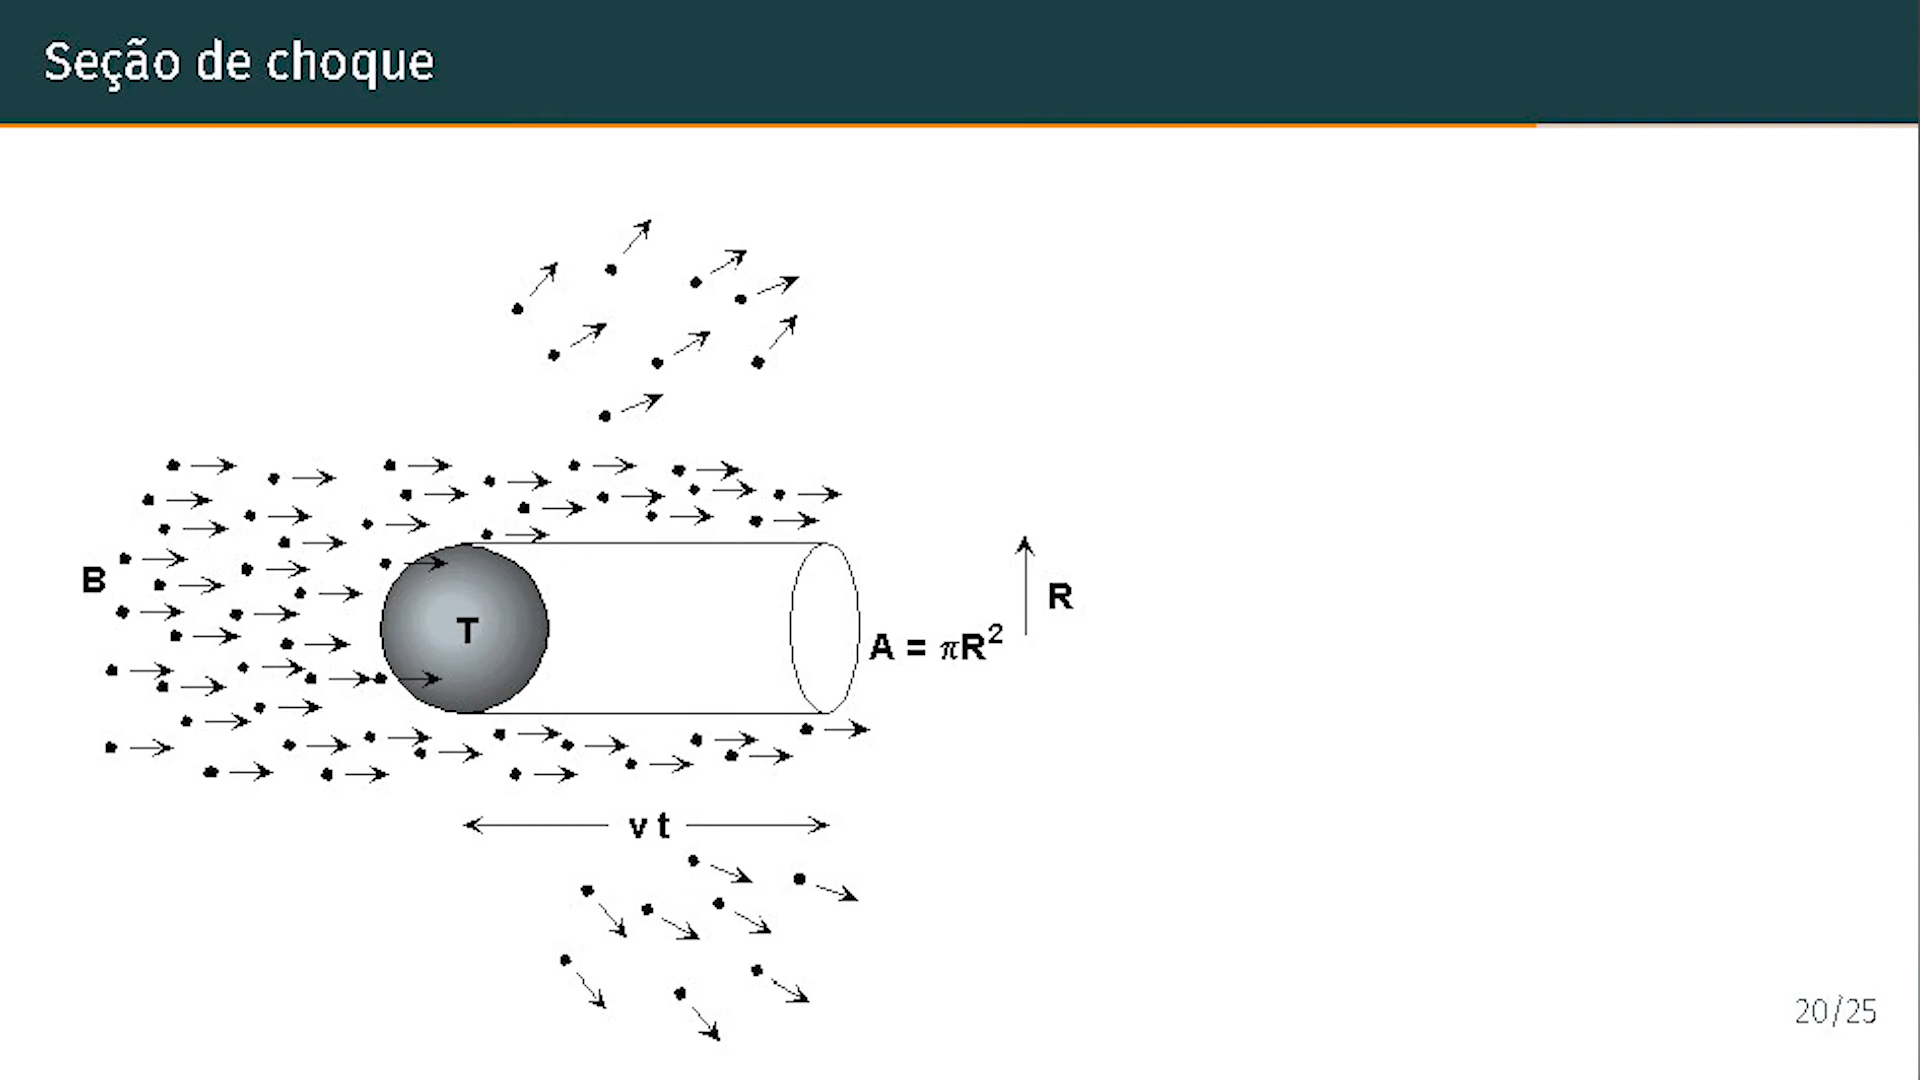 Seção de choque
B
T
R
A = πR²
v t
20/25